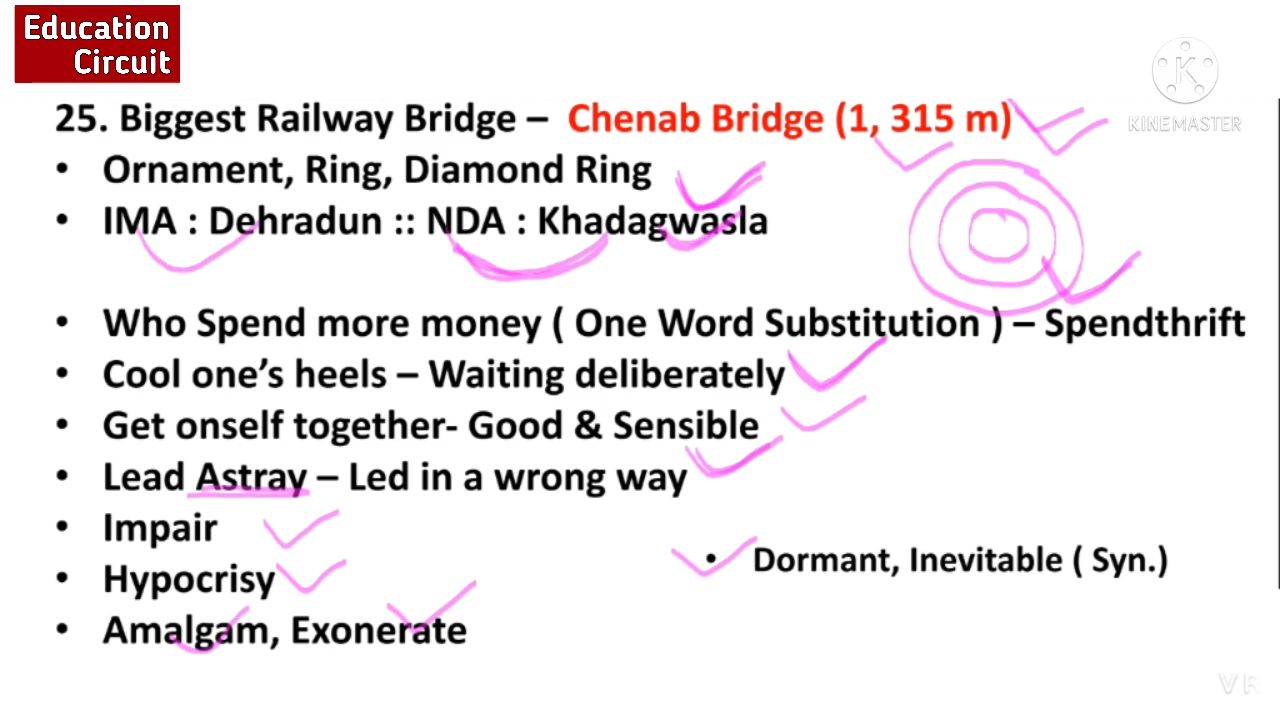 Education
Circuit
K
KINEMASTER
25. Biggest Railway Bridge – Chenab Bridge (1, 315 m)
• Ornament, Ring, Diamond Ring
• IMA : Dehradun :: NDA : Khadagwasla
• Who Spend more money ( One Word Substitution ) – Spendthrift
• Cool one’s heels – Waiting deliberately
• Get onself together- Good & Sensible
• Lead Astray – Led in a wrong way
• Impair
• Dormant, Inevitable ( Syn.)
• Hypocrisy
• Amalgam, Exonerate
VR